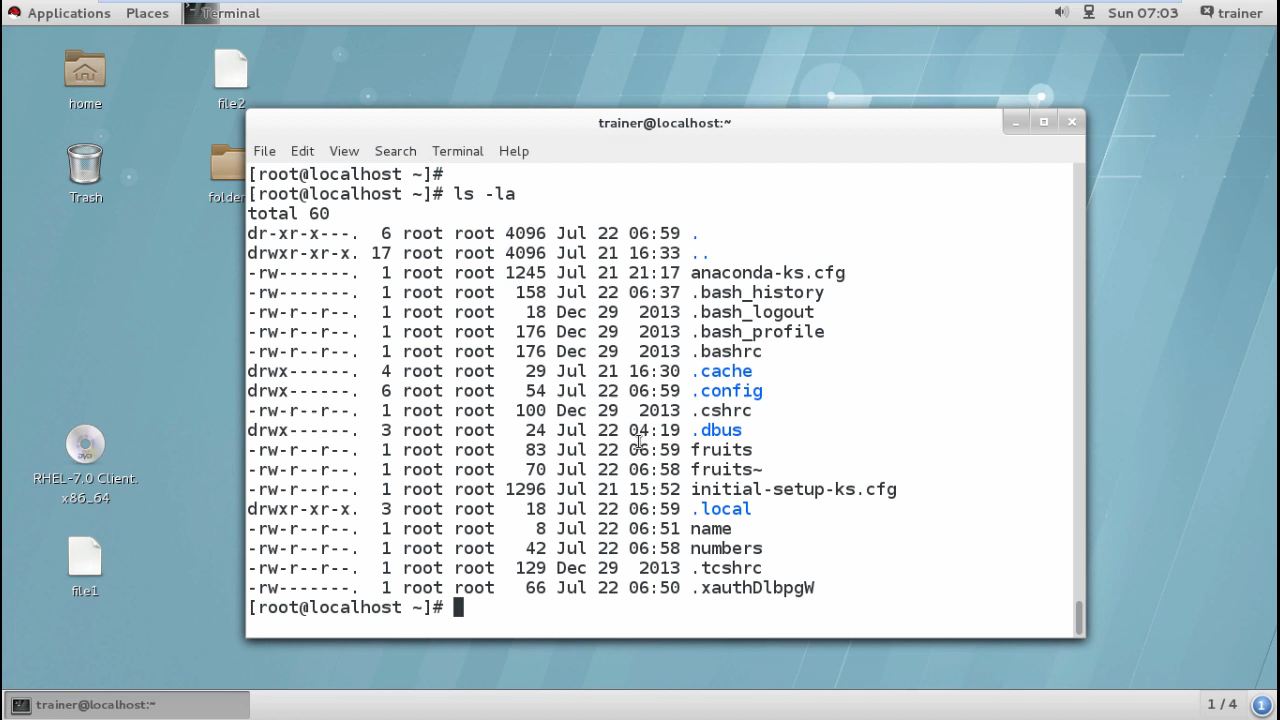 Applications Places Terminal Sun 07:03 trainer
home
file2
Trash
folder
RHEL-7.0 Client.
x86_64
file1
trainer@localhost:~
File Edit View Search Terminal Help
[root@localhost ~]#
[root@localhost ~]# ls -la
total 60
dr-xr-x---.  6 root root 4096 Jul 22 06:59 .
drwxr-xr-x. 17 root root 4096 Jul 21 16:33 ..
-rw-------.  1 root root 1245 Jul 21 21:17 anaconda-ks.cfg
-rw-------.  1 root root  158 Jul 22 06:37 .bash_history
-rw-r--r--.  1 root root   18 Dec 29  2013 .bash_logout
-rw-r--r--.  1 root root  176 Dec 29  2013 .bash_profile
-rw-r--r--.  1 root root  176 Dec 29  2013 .bashrc
drwx------.  4 root root   29 Jul 21 16:30 .cache
drwx------.  6 root root   54 Jul 22 06:59 .config
-rw-r--r--.  1 root root  100 Dec 29  2013 .cshrc
drwx------.  3 root root   24 Jul 22 04:19 .dbus
-rw-r--r--.  1 root root   83 Jul 22 06:59 fruits
-rw-r--r--.  1 root root   70 Jul 22 06:58 fruits~
-rw-r--r--.  1 root root 1296 Jul 21 15:52 initial-setup-ks.cfg
drwxr-xr-x.  3 root root   18 Jul 22 06:59 .local
-rw-r--r--.  1 root root    8 Jul 22 06:51 name
-rw-r--r--.  1 root root   42 Jul 22 06:58 numbers
-rw-r--r--.  1 root root  129 Dec 29  2013 .tcshrc
-rw-------.  1 root root   66 Jul 22 06:50 .xauthDlbpgW
[root@localhost ~]#
trainer@localhost:~ 1 / 4 1